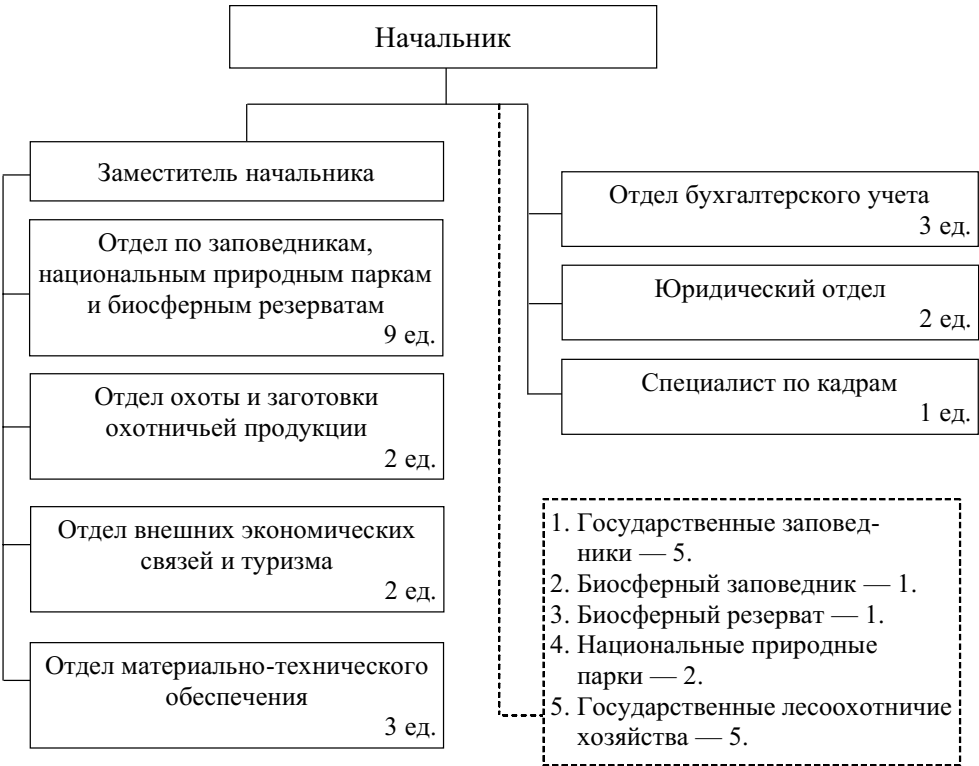 Начальник
Заместитель начальника
Отдел по заповедникам,
национальным природным паркам
и биосферным резерватам
9 ед.
Отдел охоты и заготовки
охотничьей продукции
2 ед.
Отдел внешних экономических
связей и туризма
2 ед.
Отдел материально-технического
обеспечения
3 ед.
Отдел бухгалтерского учета
3 ед.
Юридический отдел
2 ед.
Специалист по кадрам
1 ед.
1. Государственные заповед-
ники — 5.
2. Биосферный заповедник — 1.
3. Биосферный резерват — 1.
4. Национальные природные
парки — 2.
5. Государственные лесоохотничие
хозяйства — 5.